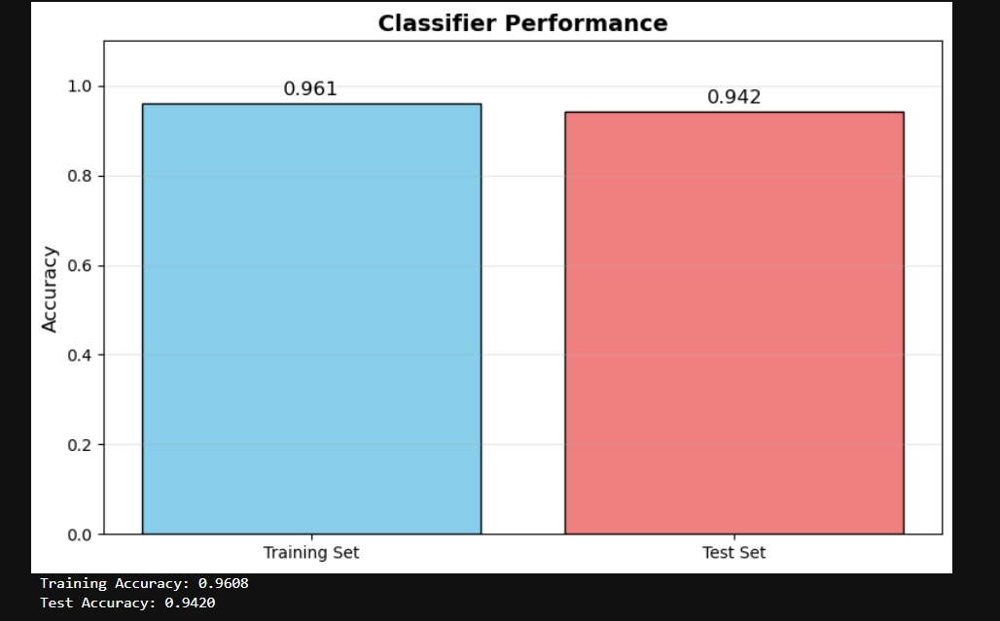 Classifier Performance
0.961
0.942
1.0
0.8
0.6
0.4
0.2
0.0
Accuracy
Training Set
Test Set
Training Accuracy: 0.9608
Test Accuracy: 0.9420